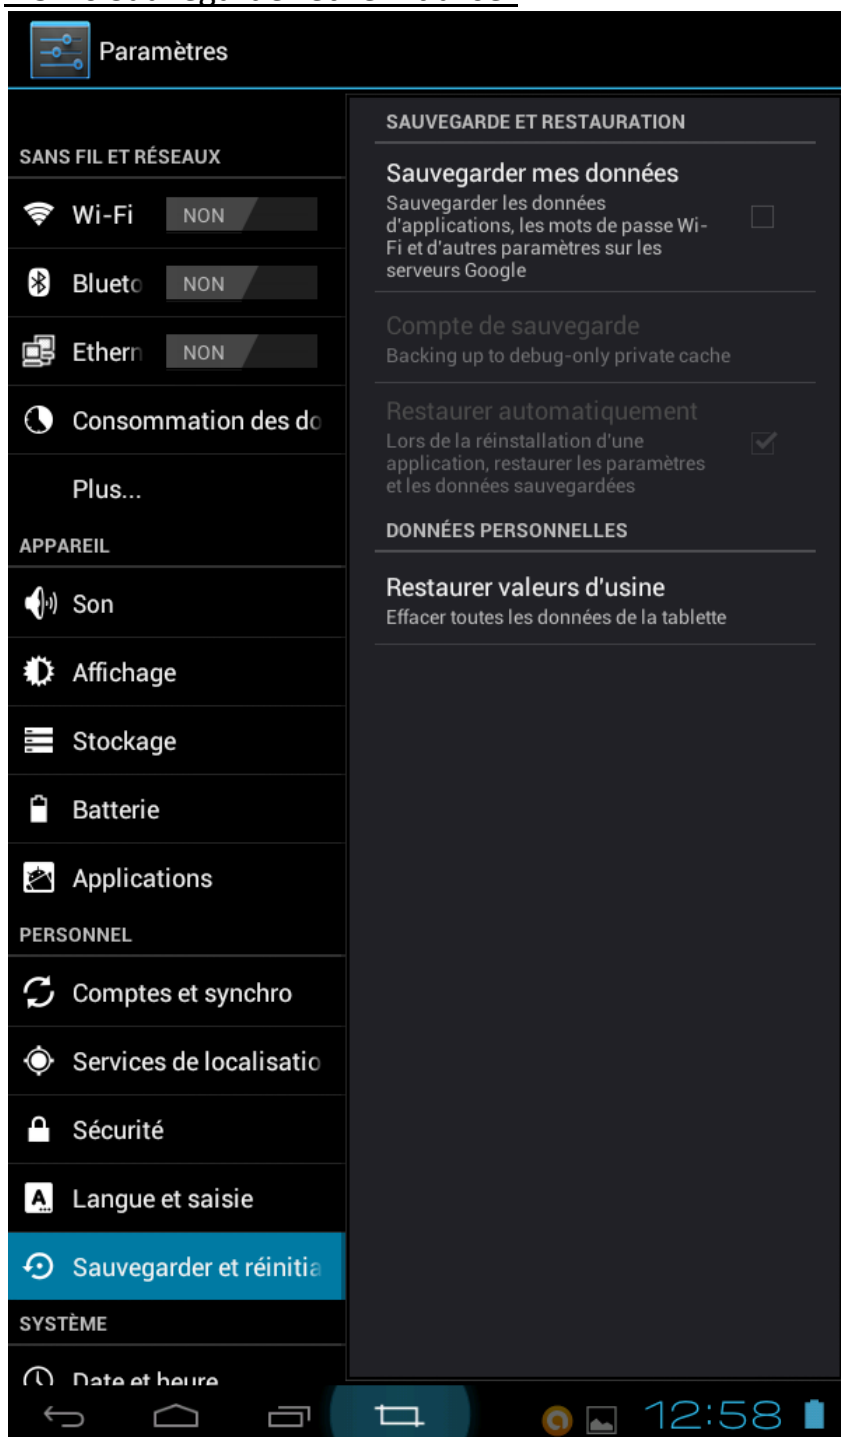 Paramètres
SANS FIL ET RÉSEAUX
Wi-Fi NON
Blueto NON
Ethern NON
Consommation des do
Plus...
APPAREIL
Son
Affichage
Stockage
Batterie
Applications
PERSONNEL
Comptes et synchro
Services de localisatio
Sécurité
Langue et saisie
Sauvegarder et réinitia
SYSTÈME
Date et heure
SAUVEGARDE ET RESTAURATION
Sauvegarder mes données
Sauvegarder les données
d'applications, les mots de passe Wi-
Fi et d'autres paramètres sur les
serveurs Google
Compte de sauvegarde
Backing up to debug-only private cache
Restaurer automatiquement
Lors de la réinstallation d'une
application, restaurer les paramètres
et les données sauvegardées
DONNÉES PERSONNELLES
Restaurer valeurs d'usine
Effacer toutes les données de la tablette
12:58